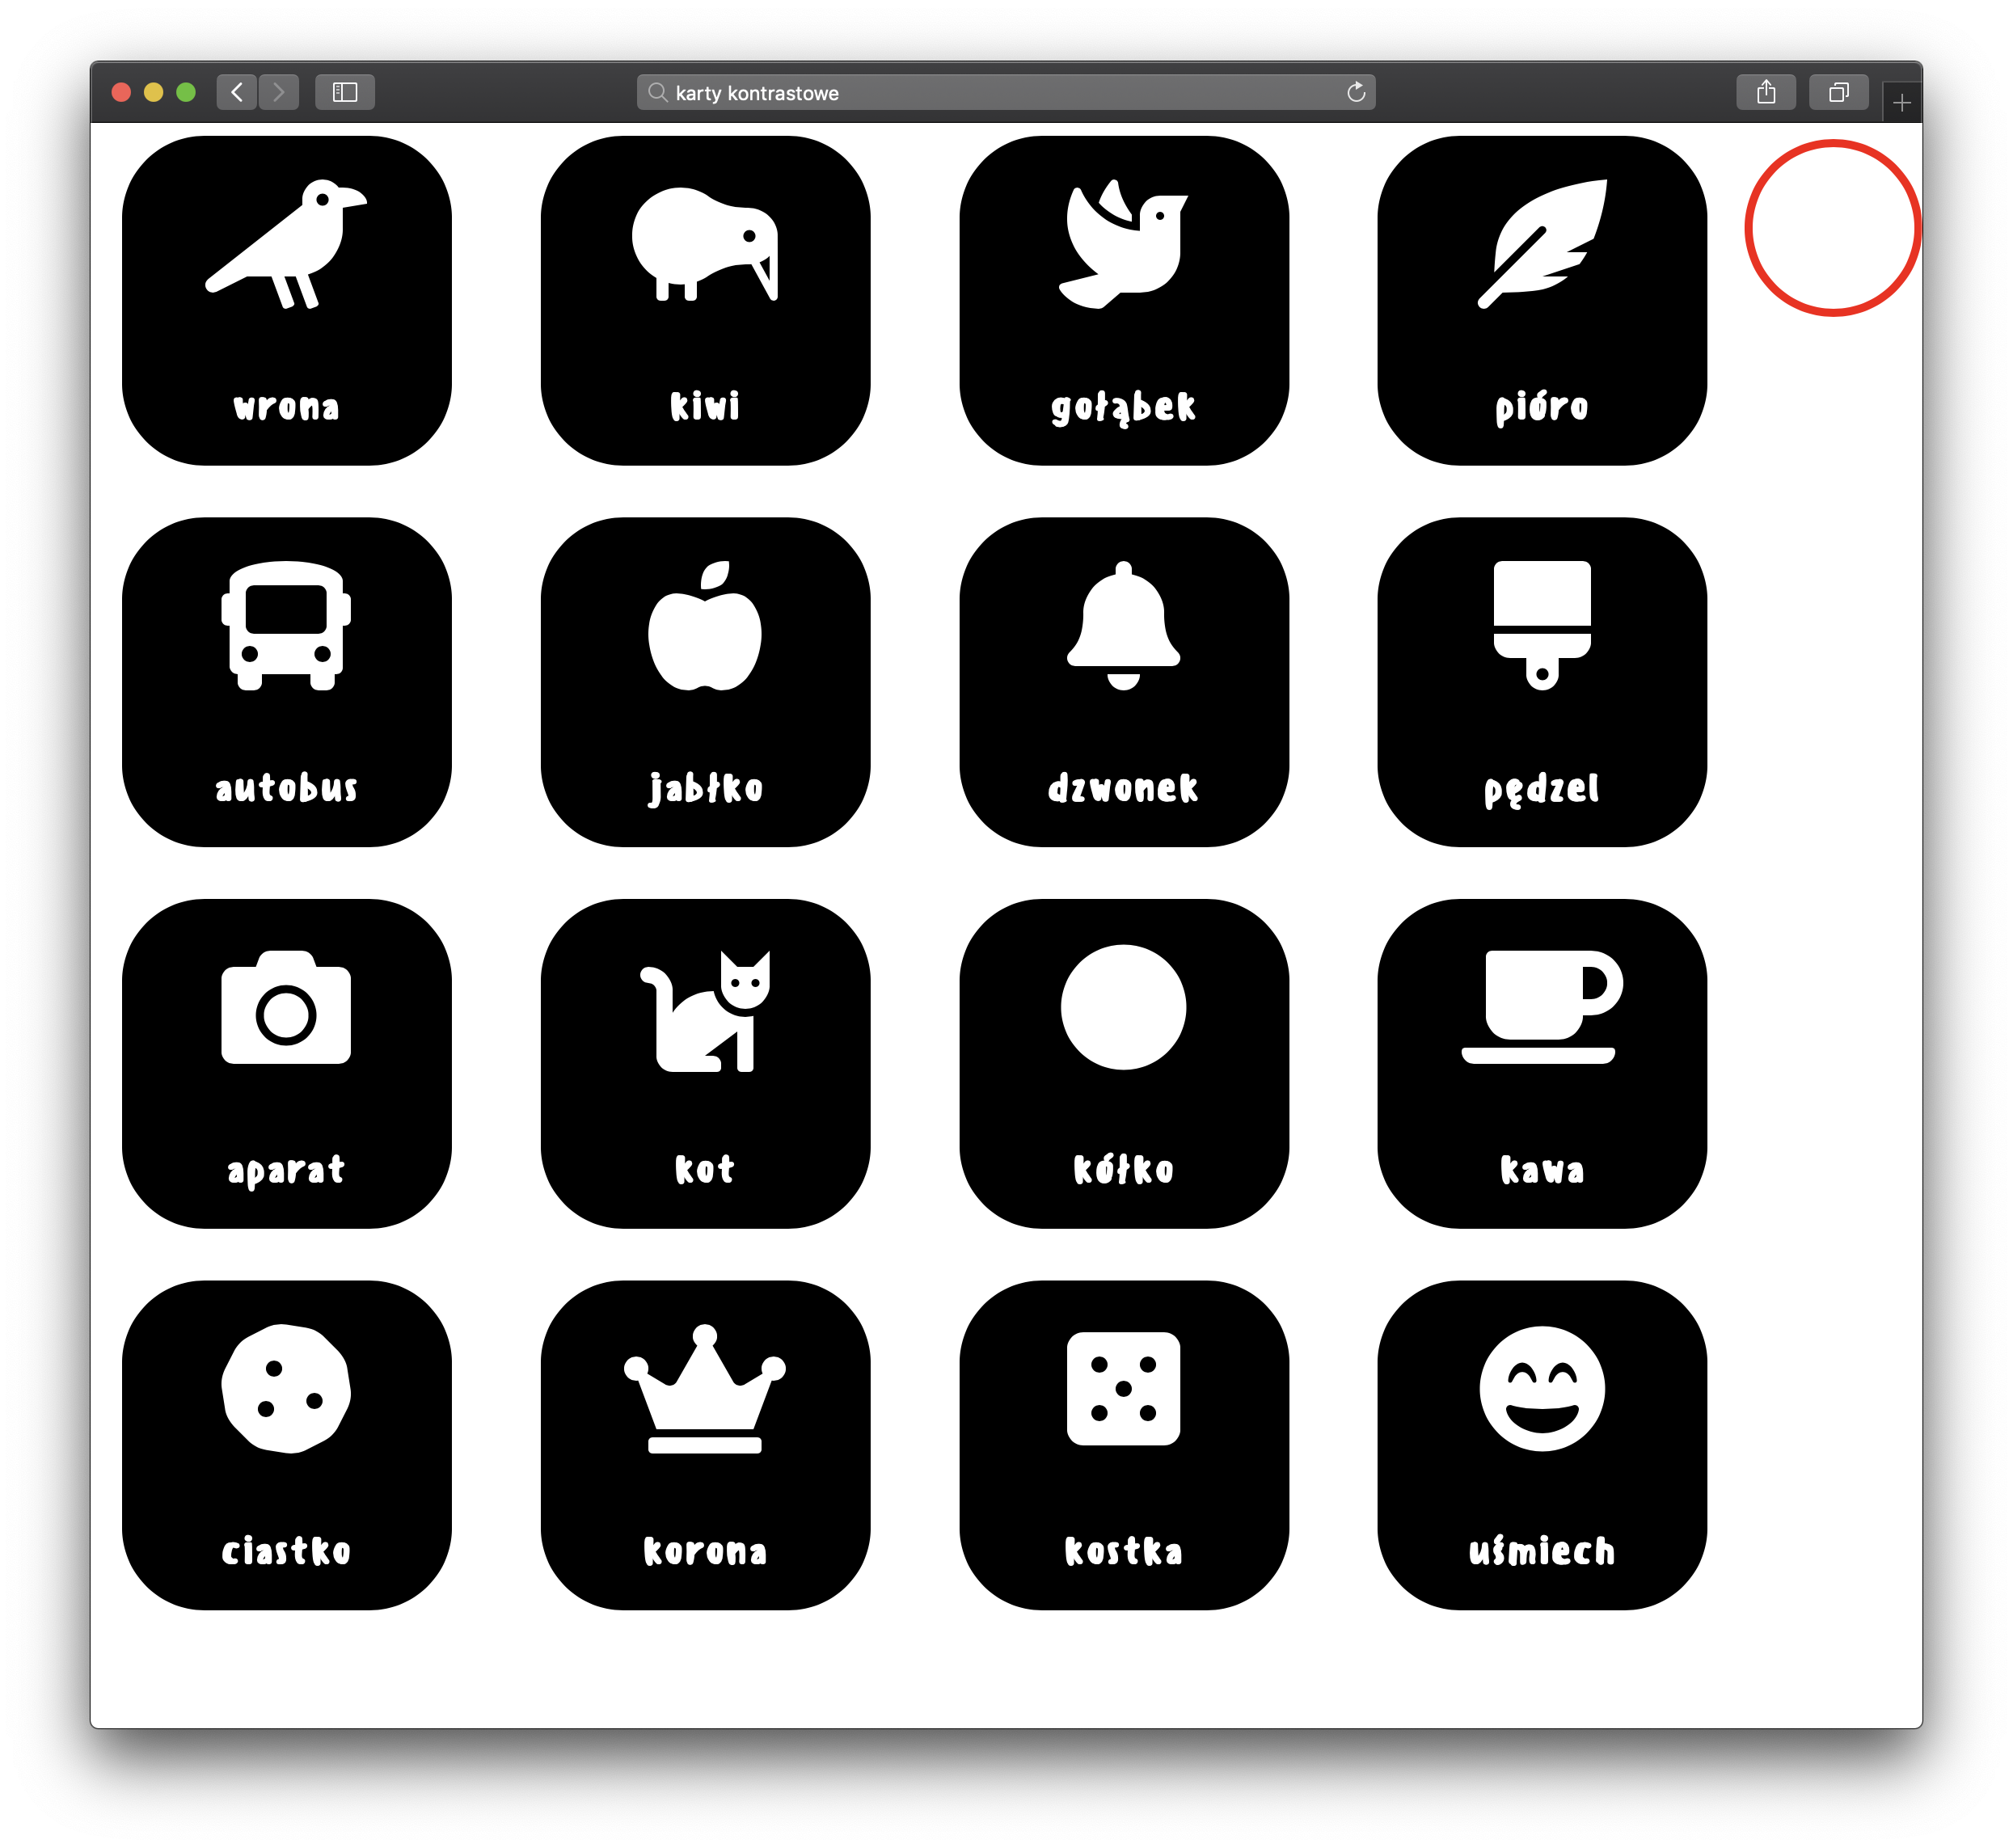 karty kontrastowe
wrona
kiwi
gołąbek
pióro
autobus
jabłko
dzwonek
pędzel
aparat
kot
kółko
kawa
ciastko
korona
kostka
uśmiech